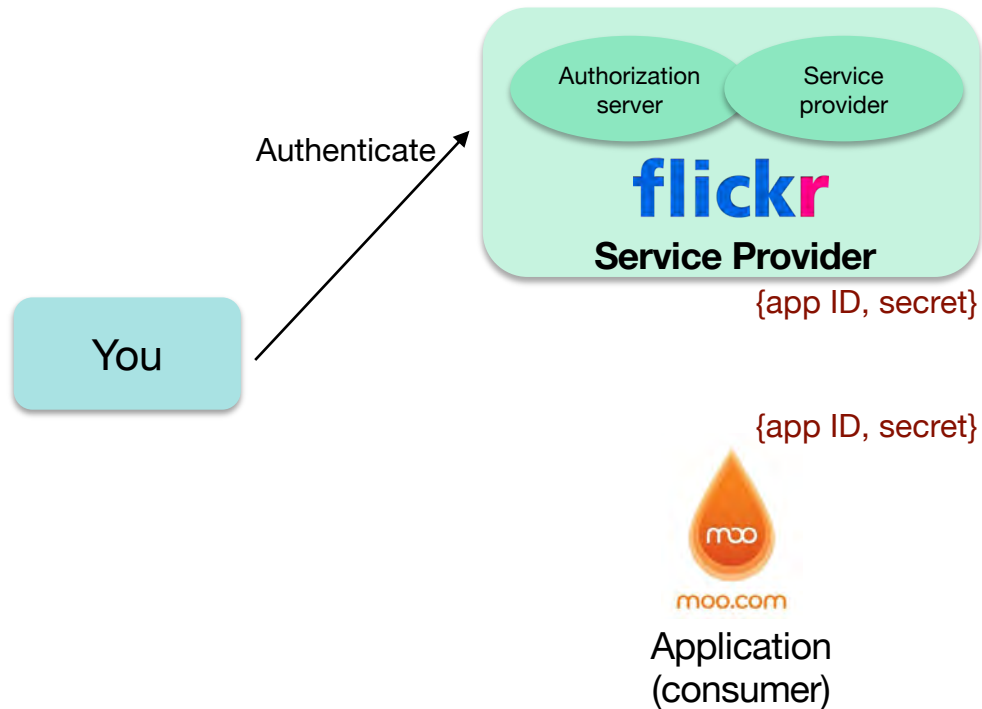 Authorization
server
Service
provider
Authenticate
flickr
Service Provider
{app ID, secret}
You
{app ID, secret}
moo
moo.com
Application
(consumer)